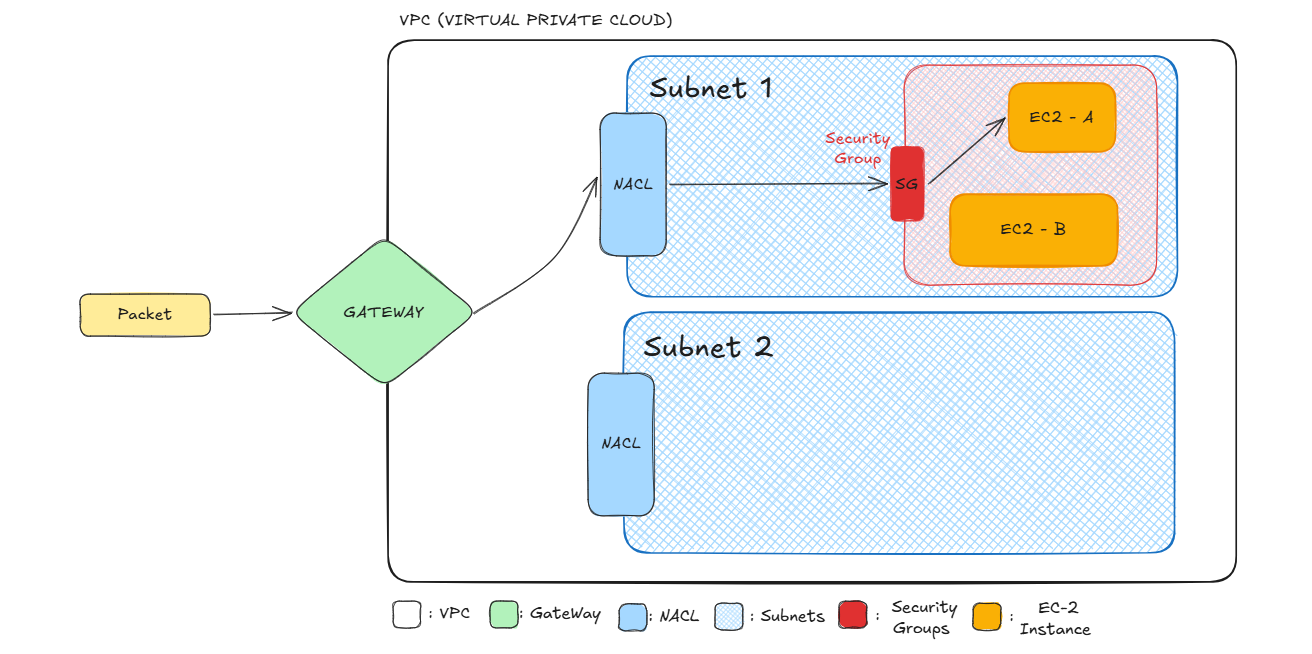 VPC (VIRTUAL PRIVATE CLOUD)
Subnet 1
EC2 - A
Security
Group
NACL
SG
EC2 - B
GATEWAY
Packet
Subnet 2
NACL
: VPC
: GateWay
: NACL
: Subnets
: Security
Groups
: EC-2
Instance